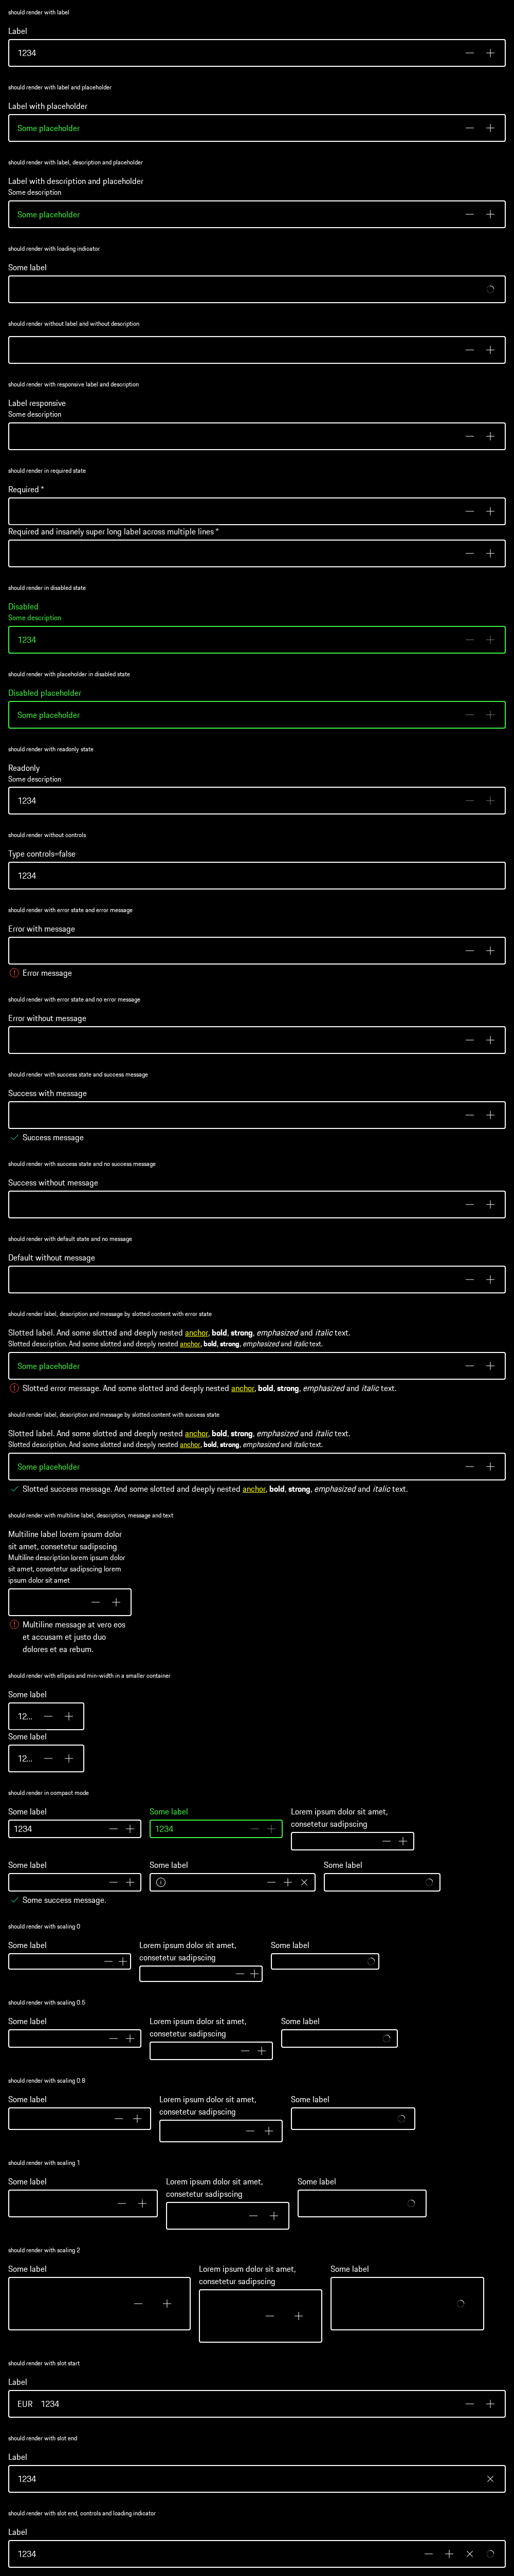 should render with label
Label
1234
should render with label and placeholder
Label with placeholder
Some placeholder
should render with label, description and placeholder
Label with description and placeholder
Some description
Some placeholder
should render with loading indicator
Some label
should render without label and without description
should render with responsive label and description
Label responsive
Some description
should render in required state
Required *
Required and insanely super long label across multiple lines *
should render in disabled state
Disabled
Some description
1234
should render with placeholder in disabled state
Disabled placeholder
Some placeholder
should render with readonly state
Readonly
Some description
1234
should render without controls
Type controls=false
1234
should render with error state and error message
Error with message
Error message
should render with error state and no error message
Error without message
should render with success state and success message
Success with message
Success message
should render with success state and no success message
Success without message
should render with default state and no message
Default without message
should render label, description and message by slotted content with error state
Slotted label. And some slotted and deeply nested anchor, bold, strong, emphasized and italic text.
Slotted description. And some slotted and deeply nested anchor, bold, strong, emphasized and italic text.
Some placeholder
Slotted error message. And some slotted and deeply nested anchor, bold, strong, emphasized and italic text.
should render label, description and message by slotted content with success state
Slotted label. And some slotted and deeply nested anchor, bold, strong, emphasized and italic text.
Slotted description. And some slotted and deeply nested anchor, bold, strong, emphasized and italic text.
Some placeholder
Slotted success message. And some slotted and deeply nested anchor, bold, strong, emphasized and italic text.
should render with multiline label, description, message and text
Multiline label lorem ipsum dolor
sit amet, consetetur sadipscing
Multiline description lorem ipsum dolor
sit amet, consetetur sadipscing lorem
ipsum dolor sit amet
Multiline message at vero eos
et accusam et justo duo
dolores et ea rebum.
should render with ellipsis and min-width in a smaller container
Some label
12...
Some label
12...
should render in compact mode
Some label
1234
Some label
1234
Lorem ipsum dolor sit amet,
consetetur sadipscing
Some label
Some success message.
Some label
Some label
should render with scaling 0
Some label
Lorem ipsum dolor sit amet,
consetetur sadipscing
Some label
should render with scaling 0.5
Some label
Lorem ipsum dolor sit amet,
consetetur sadipscing
Some label
should render with scaling 0.8
Some label
Lorem ipsum dolor sit amet,
consetetur sadipscing
Some label
should render with scaling 1
Some label
Lorem ipsum dolor sit amet,
consetetur sadipscing
Some label
should render with scaling 2
Some label
Lorem ipsum dolor sit amet,
consetetur sadipscing
Some label
should render with slot start
Label
EUR 1234
should render with slot end
Label
1234
should render with slot end, controls and loading indicator
Label
1234